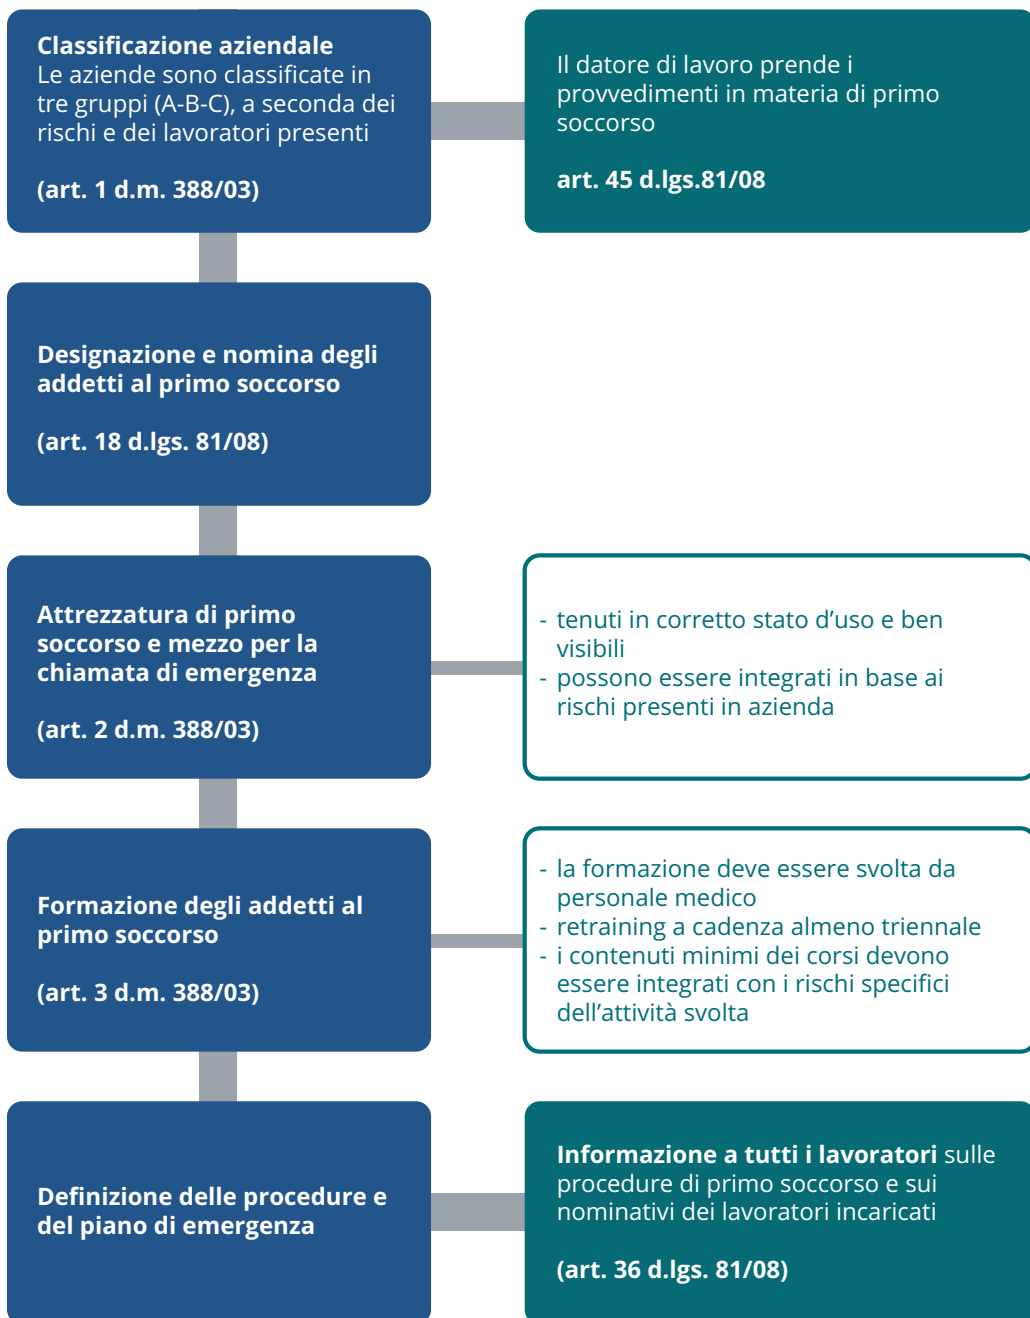 Classificazione aziendale
Le aziende sono classificate in
tre gruppi (A-B-C), a seconda dei
rischi e dei lavoratori presenti
(art. 1 d.m. 388/03)
Il datore di lavoro prende i
provvedimenti in materia di primo
soccorso
art. 45 d.lgs.81/08
Designazione e nomina degli
addetti al primo soccorso
(art. 18 d.lgs. 81/08)
Attrezzatura di primo
soccorso e mezzo per la
chiamata di emergenza
(art. 2 d.m. 388/03)
- tenuti in corretto stato d’uso e ben
visibili
- possono essere integrati in base ai
rischi presenti in azienda
Formazione degli addetti al
primo soccorso
(art. 3 d.m. 388/03)
- la formazione deve essere svolta da
personale medico
- retraining a cadenza almeno triennale
- i contenuti minimi dei corsi devono
essere integrati con i rischi specifici
dell’attività svolta
Definizione delle procedure e
del piano di emergenza
Informazione a tutti i lavoratori sulle
procedure di primo soccorso e sui
nominativi dei lavoratori incaricati
(art. 36 d.lgs. 81/08)